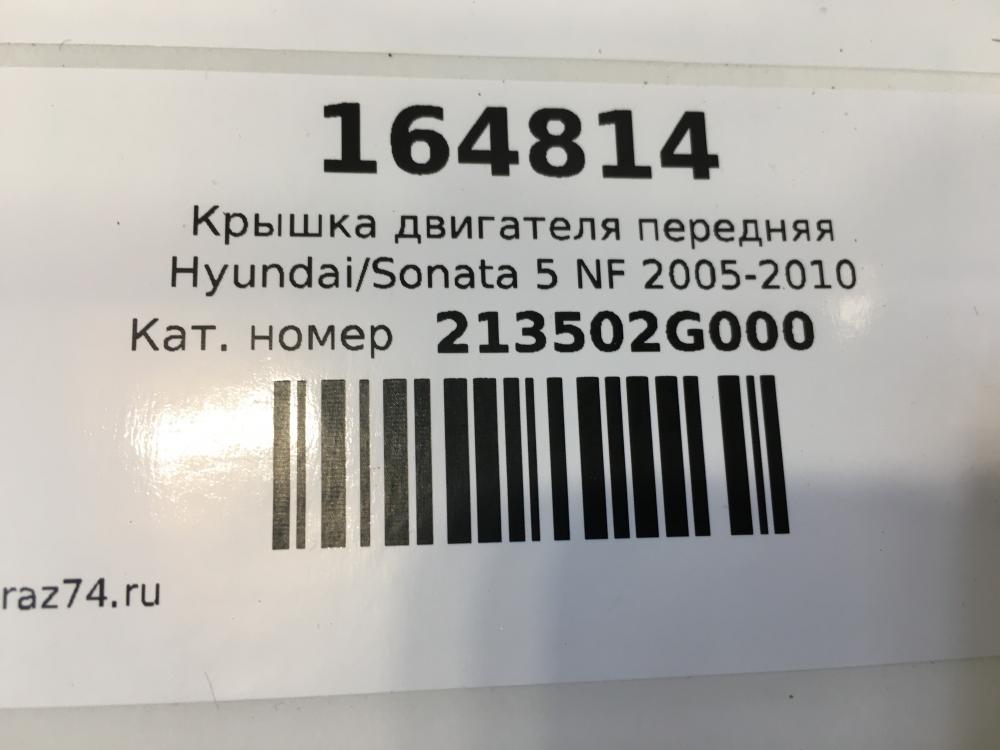 164814
Крышка двигателя передняя
Hyundai/Sonata 5 NF 2005-2010
Кат. номер 213502G000
raz74.ru